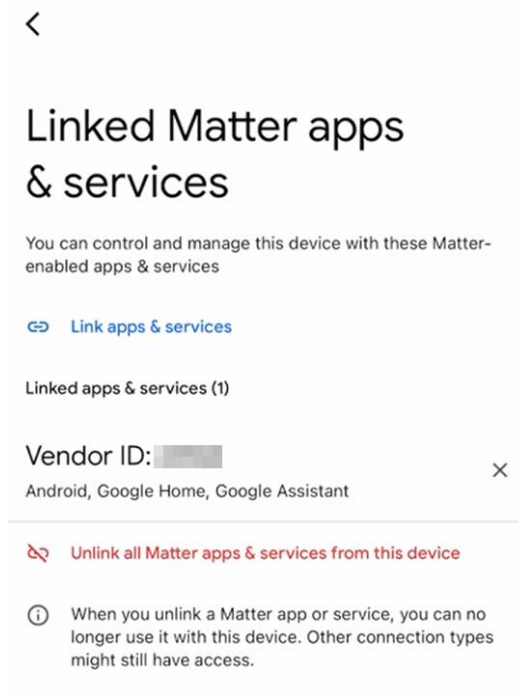 Linked Matter apps
& services
You can control and manage this device with these Matter-
enabled apps & services
Link apps & services
Linked apps & services (1)
Vendor ID:
Android, Google Home, Google Assistant
Unlink all Matter apps & services from this device
When you unlink a Matter app or service, you can no
longer use it with this device. Other connection types
might still have access.